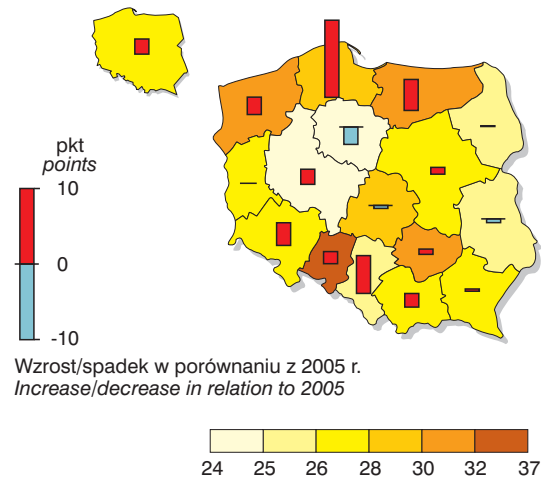 pkt
points
10
0
-10
Wzrost/spadek w porównaniu z 2005 r.
Increase/decrease in relation to 2005
24 25 26 28 30 32 37